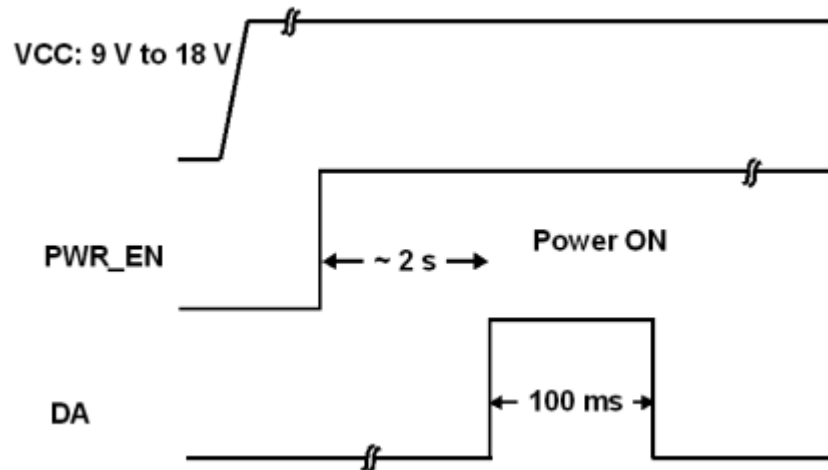 VCC: 9 V to 18 V
PWR_EN
~ 2 s
Power ON
DA
100 ms